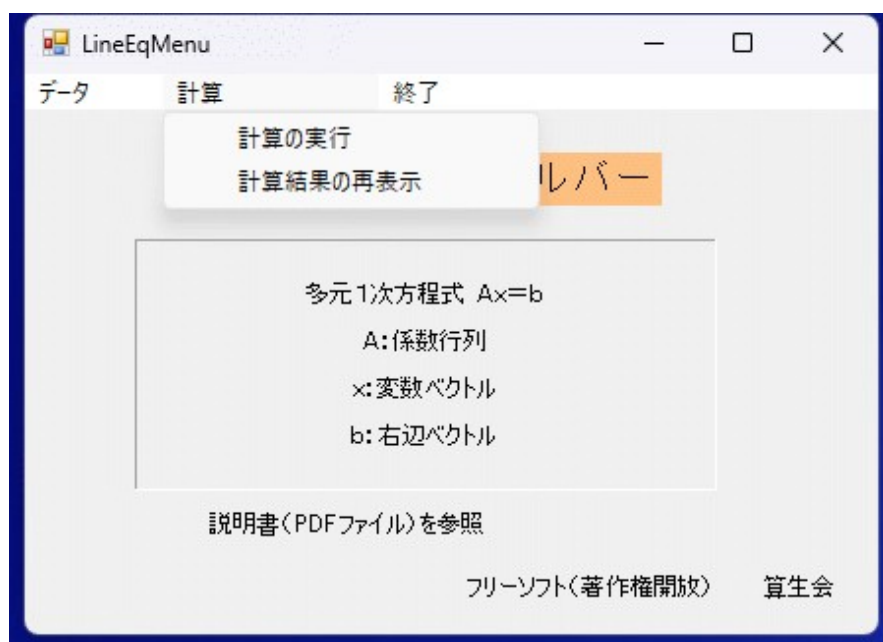 LineEqMenu
データ 計算 終了
計算の実行
計算結果の再表示
ルバー
多元1次方程式 Ax=b
A:係数行列
x:変数ベクトル
b:右辺ベクトル
説明書(PDFファイル)を参照
フリーソフト(著作権開放) 算生会